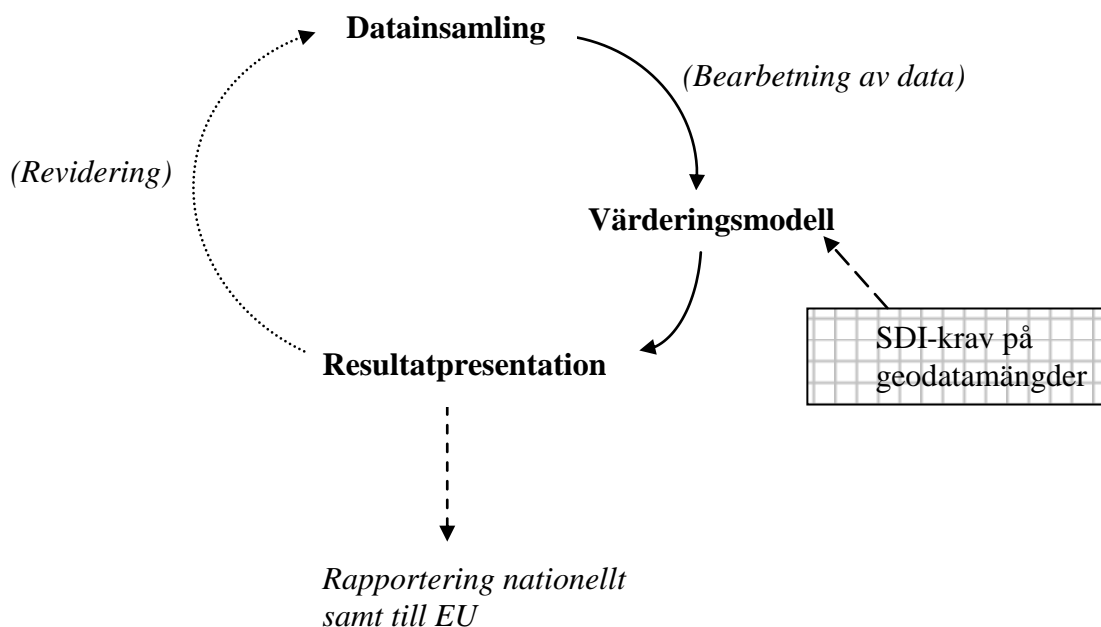 Datainsamling
(Bearbetning av data)
(Revidering)
Värderingsmodell
SDI-krav på
geodatamängder
Resultatpresentation
Rapportering nationellt
samt till EU